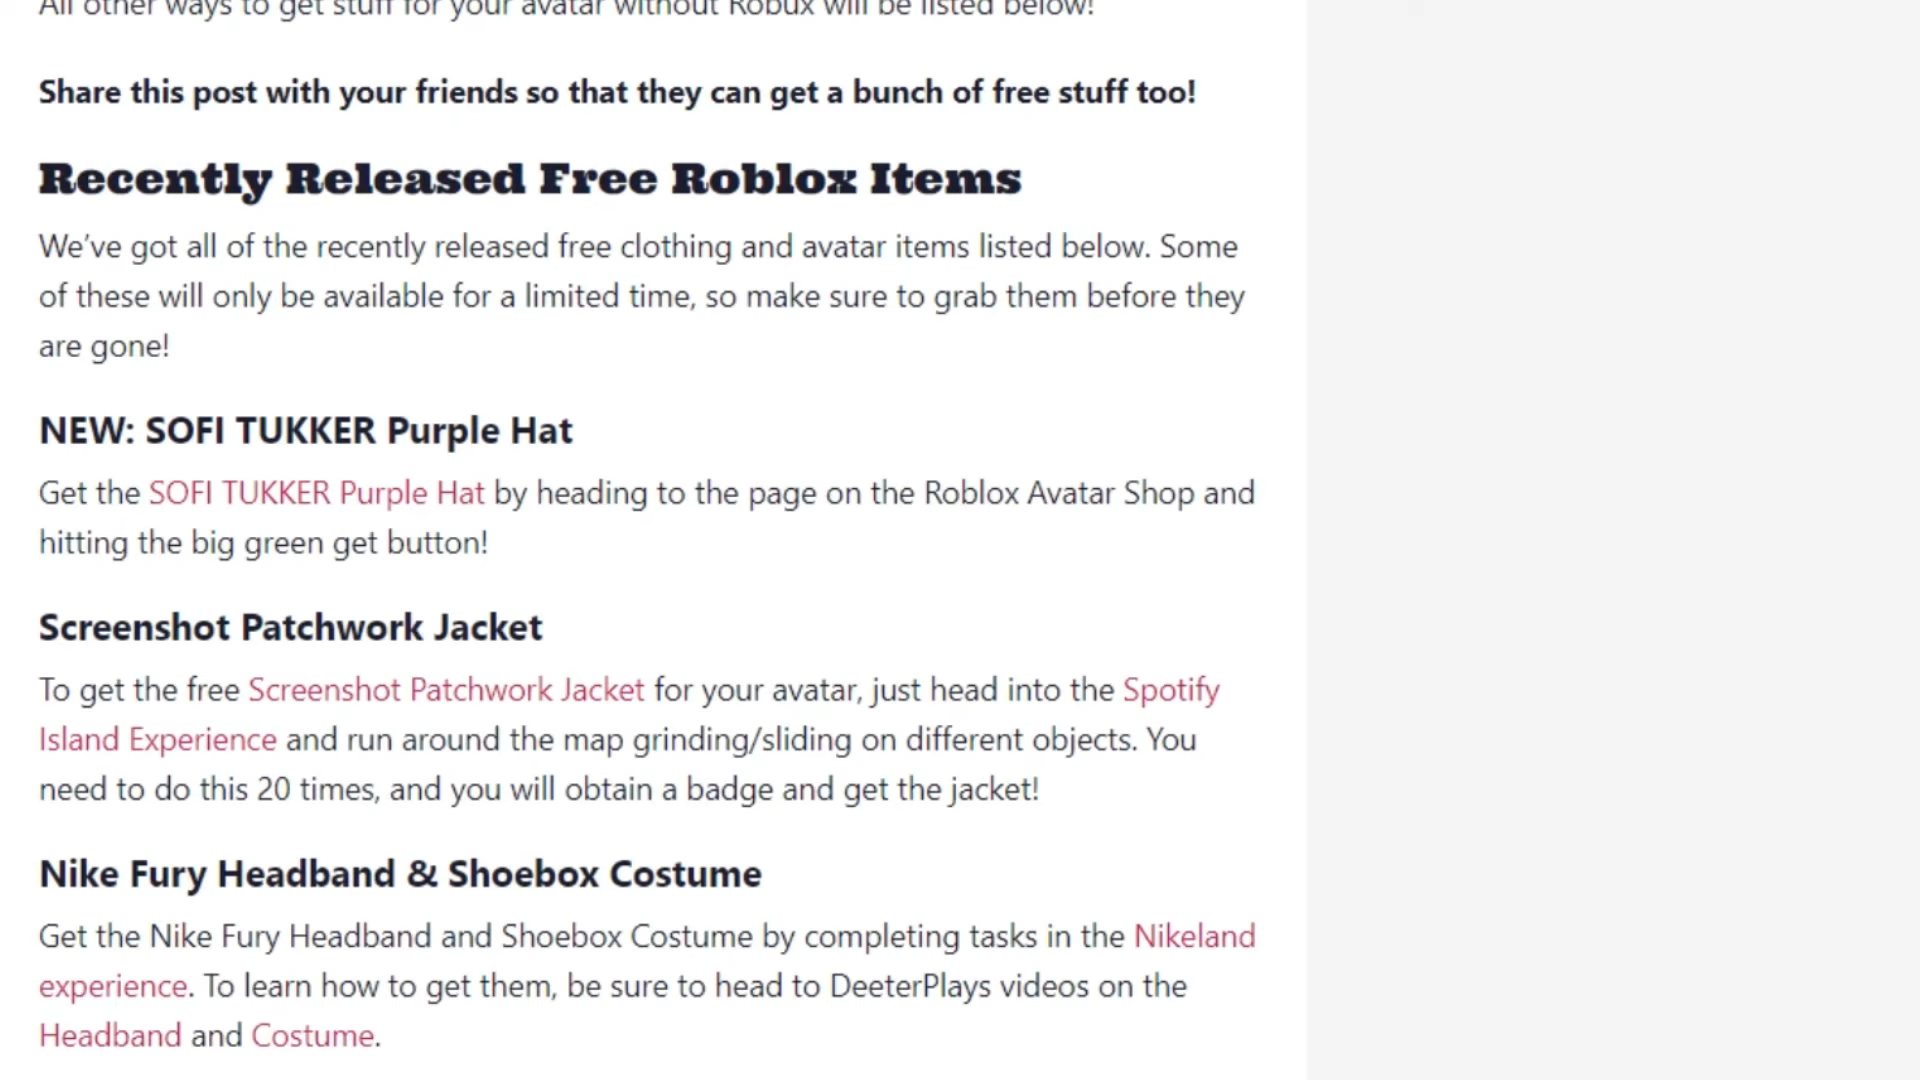 All other ways to get stuff for your avatar without Robux will be listed below!
Share this post with your friends so that they can get a bunch of free stuff too!
Recently Released Free Roblox Items
We’ve got all of the recently released free clothing and avatar items listed below. Some
of these will only be available for a limited time, so make sure to grab them before they
are gone!
NEW: SOFI TUKKER Purple Hat
Get the SOFI TUKKER Purple Hat by heading to the page on the Roblox Avatar Shop and
hitting the big green get button!
Screenshot Patchwork Jacket
To get the free Screenshot Patchwork Jacket for your avatar, just head into the Spotify
Island Experience and run around the map grinding/sliding on different objects. You
need to do this 20 times, and you will obtain a badge and get the jacket!
Nike Fury Headband & Shoebox Costume
Get the Nike Fury Headband and Shoebox Costume by completing tasks in the Nikeland
experience. To learn how to get them, be sure to head to DeeterPlays videos on the
Headband and Costume.